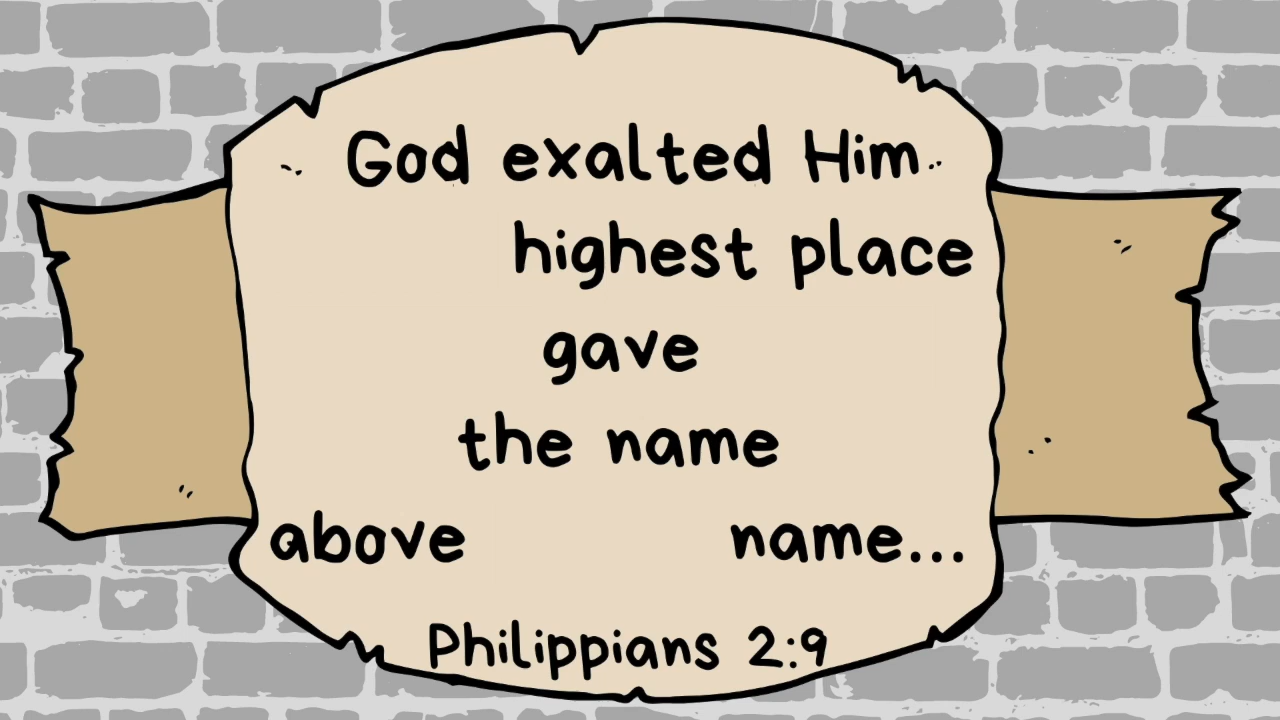 God exalted Him
highest place
gave
the name
above name...
Philippians 2:9